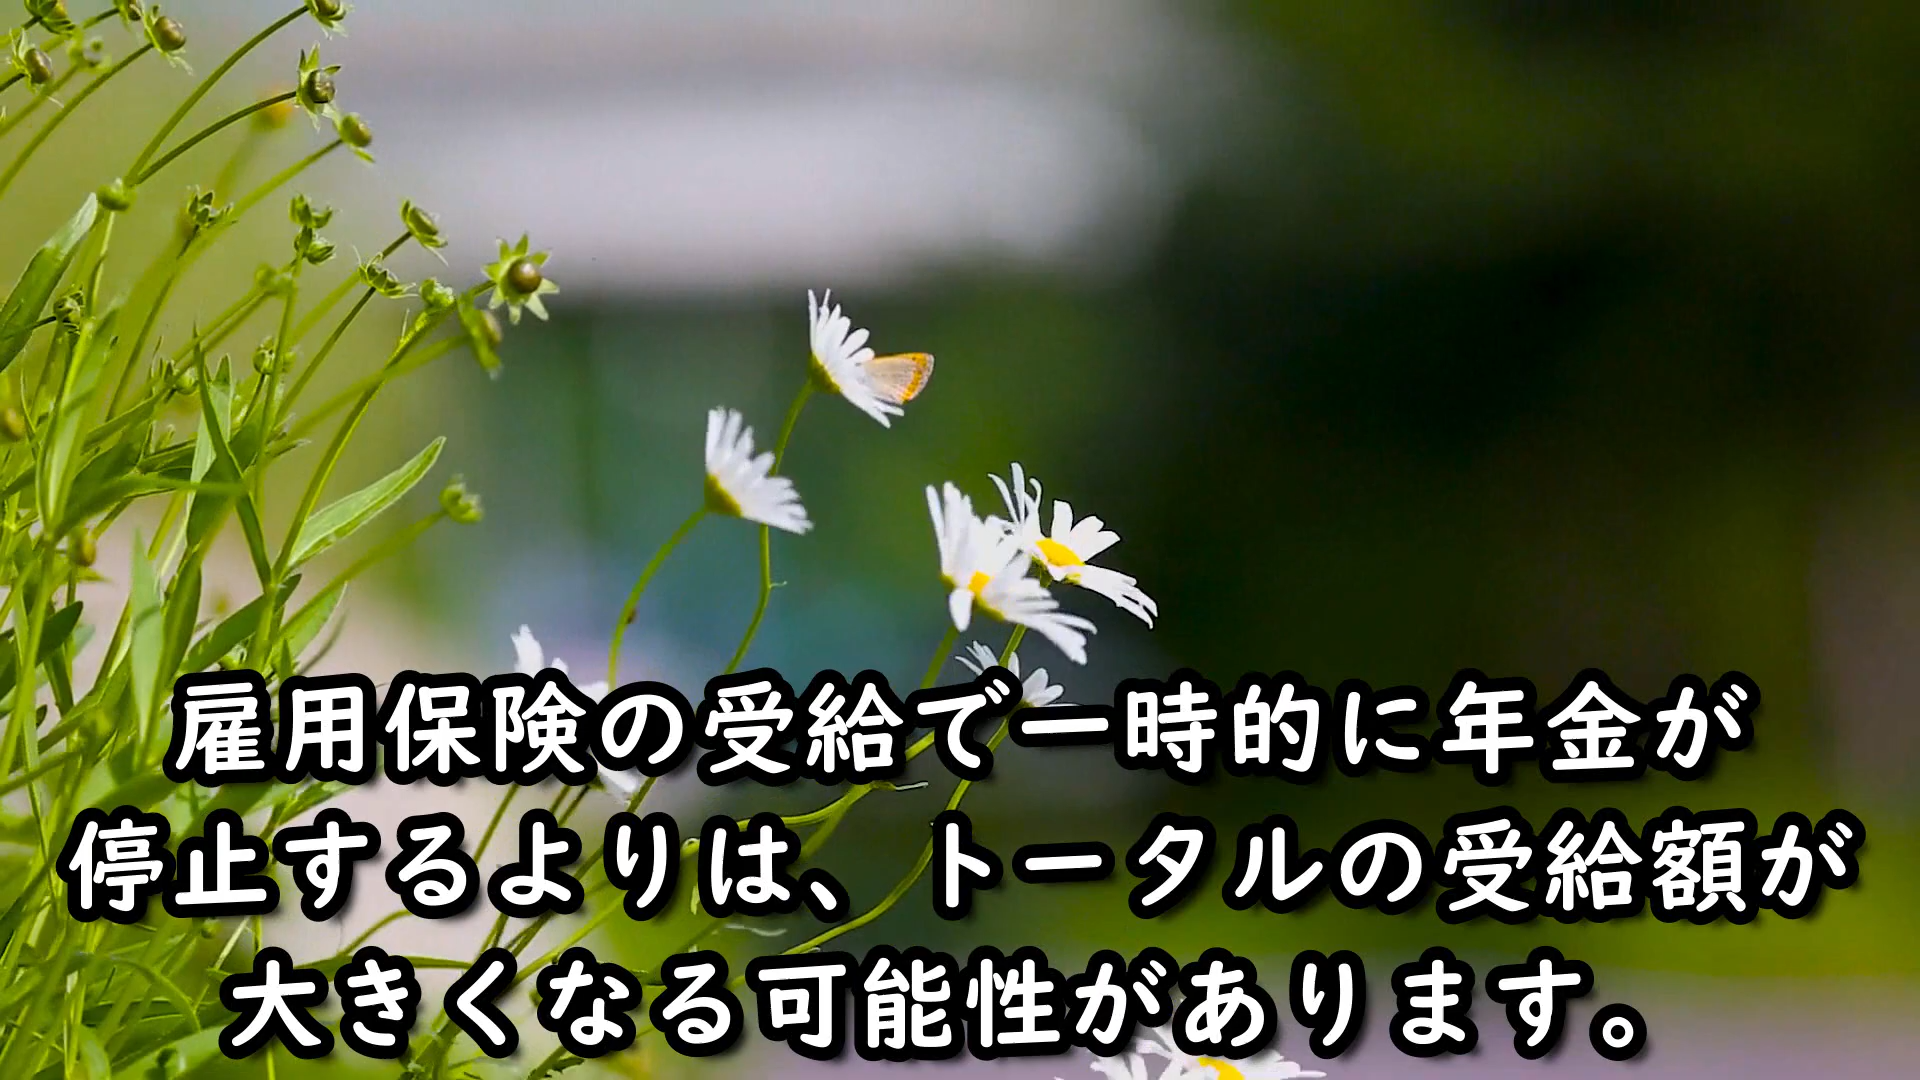 雇用保険の受給で一時的に年金が
停止するよりは、トータルの受給額が
大きくなる可能性があります。